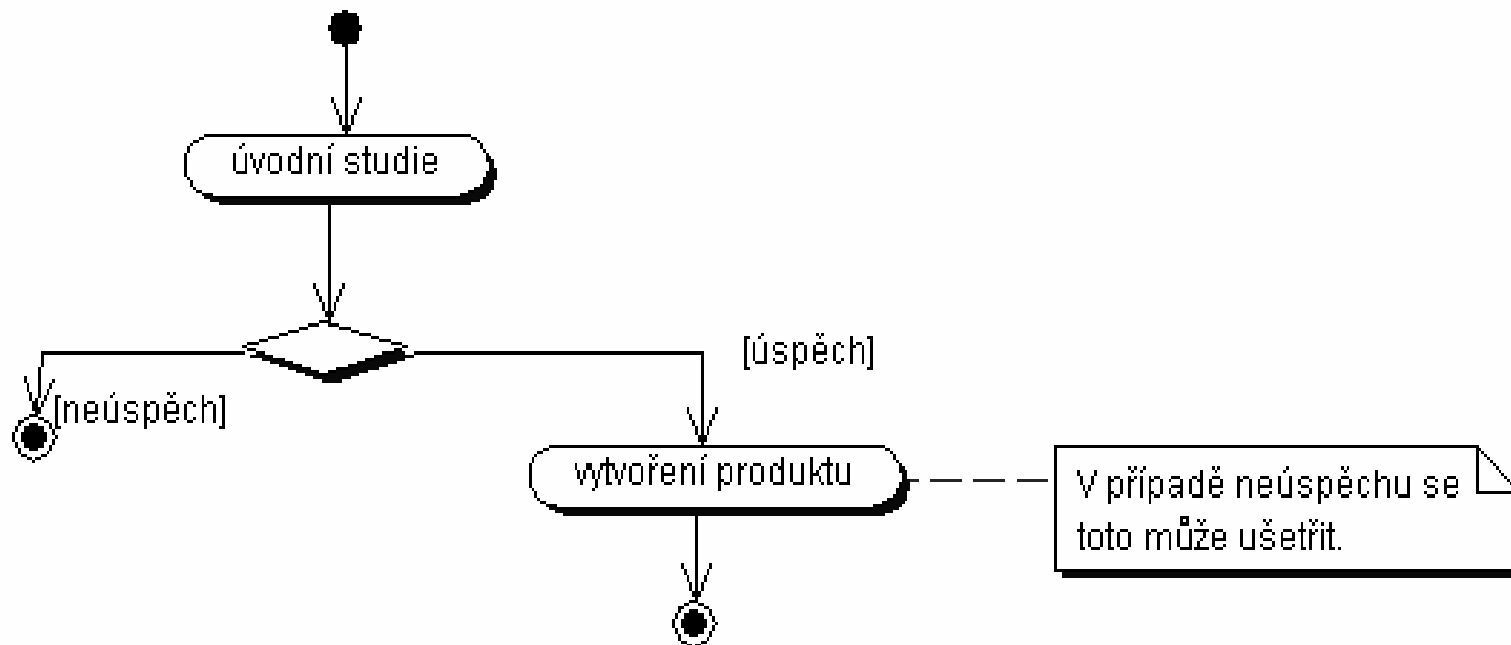 úvodní studie
[úspěch]
[neúspěch]
vytvoření produktu
V případě neúspěchu se
toto může ušetřit.